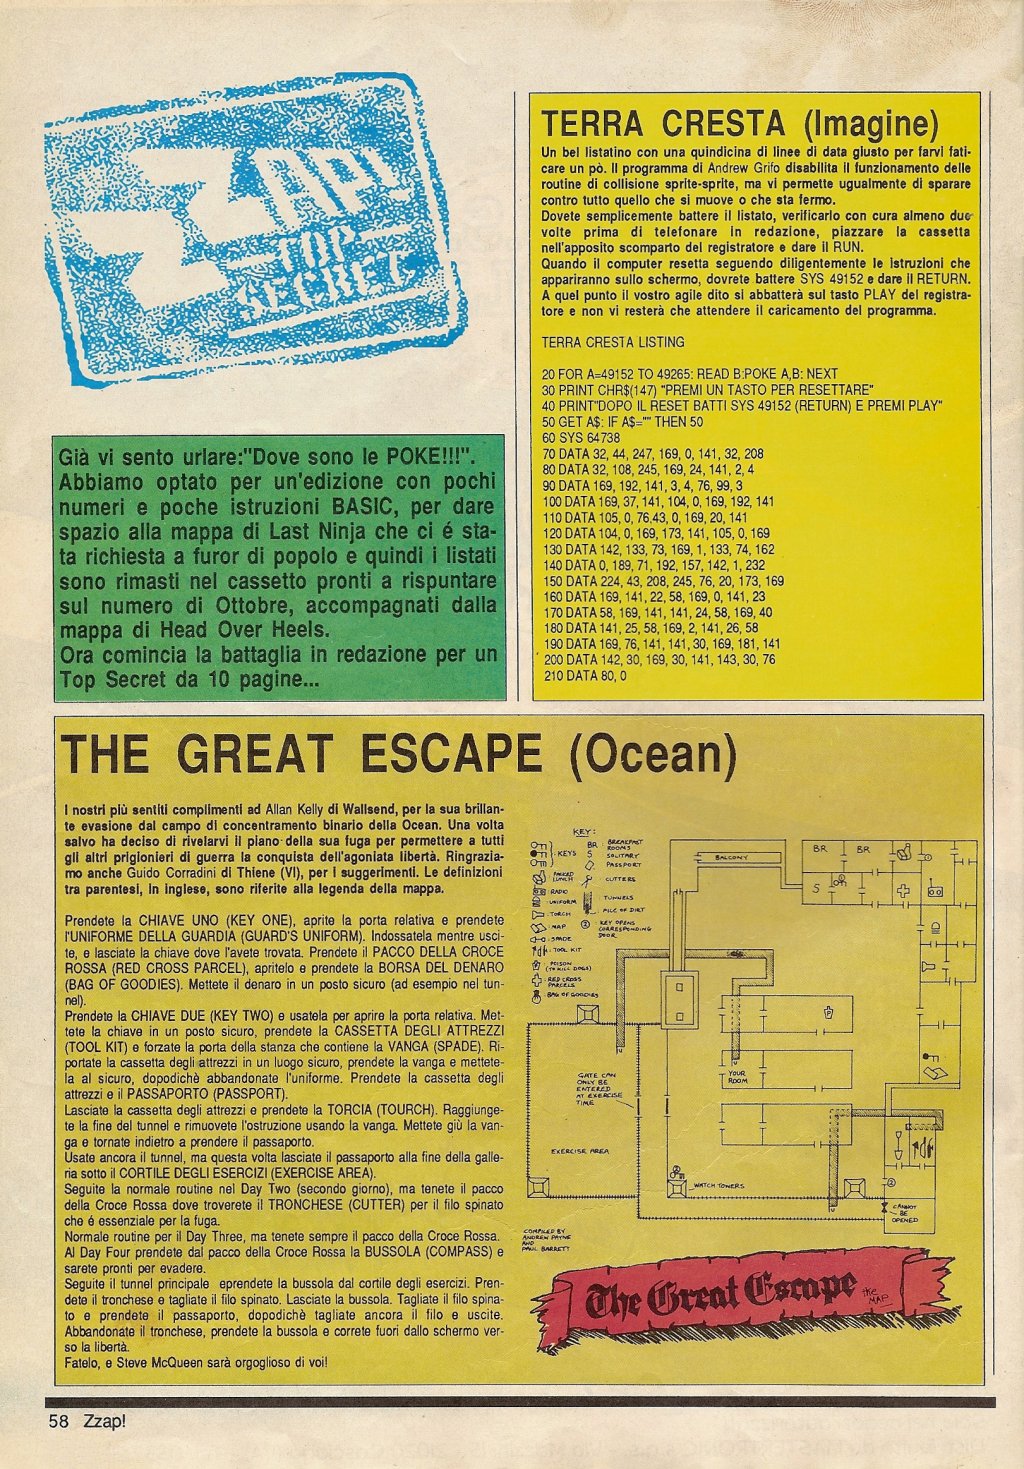 ZZAP!
TOP
SECRET
Già vi sento urlare:"Dove sono le POKE!!!".
Abbiamo optato per un'edizione con pochi
numeri e poche istruzioni BASIC, per dare
spazio alla mappa di Last Ninja che ci é sta-
ta richiesta a furor di popolo e quindi i listati
sono rimasti nel cassetto pronti a rispuntare
sul numero di Ottobre, accompagnati dalla
mappa di Head Over Heels.
Ora comincia la battaglia in redazione per un
Top Secret da 10 pagine...
TERRA CRESTA (Imagine)
Un bel listatino con una quindicina di linee di data giusto per farvi fati-
care un pò. Il programma di Andrew Grifo disabilita il funzionamento delle
routine di collisione sprite-sprite, ma vi permette ugualmente di sparare
contro tutto quello che si muove o che sta fermo.
Dovete semplicemente battere il listato, verificarlo con cura almeno due
volte prima di telefonare in redazione, piazzare la cassetta
nell'apposito scomparto del registratore e dare il RUN.
Quando il computer resetta seguendo diligentemente le istruzioni che
appariranno sullo schermo, dovrete battere SYS 49152 e dare il RETURN.
A quel punto il vostro agile dito si abbatterà sul tasto PLAY del registra-
tore e non vi resterà che attendere il caricamento del programma.
TERRA CRESTA LISTING
20 FOR A=49152 TO 49265: READ B:POKE A,B: NEXT
30 PRINT CHR$(147) "PREMI UN TASTO PER RESETTARE"
40 PRINT"DOPO IL RESET BATTI SYS 49152 (RETURN) E PREMI PLAY"
50 GET A$: IF A$="" THEN 50
60 SYS 64738
70 DATA 32, 44, 247, 169, 0, 141, 32, 208
80 DATA 32, 108, 245, 169, 24, 141, 2, 4
90 DATA 169, 192, 141, 3, 4, 76, 99, 3
100 DATA 169, 37, 141, 104, 0, 169, 192, 141
110 DATA 105, 0, 76,43, 0, 169, 20, 141
120 DATA 104, 0, 169, 173, 141, 105, 0, 169
130 DATA 142, 133, 73, 169, 1, 133, 74, 162
140 DATA 0, 189, 71, 192, 157, 142, 1, 232
150 DATA 224, 43, 208, 245, 76, 20, 173, 169
160 DATA 169, 141, 22, 58, 169, 0, 141, 23
170 DATA 58, 169, 141, 141, 24, 58, 169, 40
180 DATA 141, 25, 58, 169, 2, 141, 26, 58
190 DATA 169, 76, 141, 141, 30, 169, 181, 141
200 DATA 142, 30, 169, 30, 141, 143, 30, 76
210 DATA 80, 0
THE GREAT ESCAPE (Ocean)
I nostri più sentiti complimenti ad Allan Kelly di Wallsend, per la sua brillan-
te evasione dal campo di concentramento binario della Ocean. Una volta
salvo ha deciso di rivelarvi il piano della sua fuga per permettere a tutti
gli altri prigionieri di guerra la conquista dell'agoniata libertà. Ringrazia-
mo anche Guido Corradini di Thiene (VI), per i suggerimenti. Le definizioni
tra parentesi, in inglese, sono riferite alla legenda della mappa.
Prendete la CHIAVE UNO (KEY ONE), aprite la porta relativa e prendete
l'UNIFORME DELLA GUARDIA (GUARD'S UNIFORM). Indossatela mentre usci-
te, e lasciate la chiave dove l'avete trovata. Prendete il PACCO DELLA CROCE
ROSSA (RED CROSS PARCEL), apritelo e prendete la BORSA DEL DENARO
(BAG OF GOODIES). Mettete il denaro in un posto sicuro (ad esempio nel tun-
nel).
Prendete la CHIAVE DUE (KEY TWO) e usatela per aprire la porta relativa. Met-
tete la chiave in un posto sicuro, prendete la CASSETTA DEGLI ATTREZZI
(TOOL KIT) e forzate la porta della stanza che contiene la VANGA (SPADE). Ri-
portate la cassetta degli attrezzi in un luogo sicuro, prendete la vanga e mettete-
la al sicuro, dopodichè abbandonate l'uniforme. Prendete la cassetta degli
attrezzi e il PASSAPORTO (PASSPORT).
Lasciate la cassetta degli attrezzi e prendete la TORCIA (TOURCH). Raggiunge-
te la fine del tunnel e rimuovete l'ostruzione usando la vanga. Mettete giù la van-
ga e tornate indietro a prendere il passaporto.
Usate ancora il tunnel, ma questa volta lasciate il passaporto alla fine della galle-
ria sotto il CORTILE DEGLI ESERCIZI (EXERCISE AREA).
Seguite la normale routine nel Day Two (secondo giorno), ma tenete il pacco
della Croce Rossa dove troverete il TRONCHESE (CUTTER) per il filo spinato
che é essenziale per la fuga.
Normale routine per il Day Three, ma tenete sempre il pacco della Croce Rossa.
Al Day Four prendete dal pacco della Croce Rossa la BUSSOLA (COMPASS) e
sarete pronti per evadere.
Seguite il tunnel principale eprendete la bussola dal cortile degli esercizi. Pren-
dete il tronchese e tagliate il filo spinato. Lasciate la bussola. Tagliate il filo spina-
to e prendete il passaporto, dopodichè tagliate ancora il filo e uscite.
Abbandonate il tronchese, prendete la bussola e correte fuori dallo schermo ver-
so la libertà.
Fatelo, e Steve McQueen sarà orgoglioso di voi!
KEY:
KEYS
PACKED
LUNCH
RADIO
UNIFORM
TORCH
MAP
SPADE
TOOL KIT
POISON
(TO KILL DOGS)
RED CROSS
PARCELS
BAG OF GOODIES
BR BREAKFAST
ROOMS
S SOLITARY
PASSPORT
CUTTERS
TUNNELS
PILE OF DIRT
KEY OPENS
CORRESPONDING
DOOR
BALCONY
BR
BR
S
YOUR
ROOM
GATE CAN
ONLY BE
ENTERED
AT EXERCISE
TIME
EXERCISE AREA
WATCH TOWERS
CANNOT
BE
OPENED
COMPILED BY
ANDREW PAYNE
AND
PAUL BARRETT
The Great Escape
the
MAP
58 Zzap!